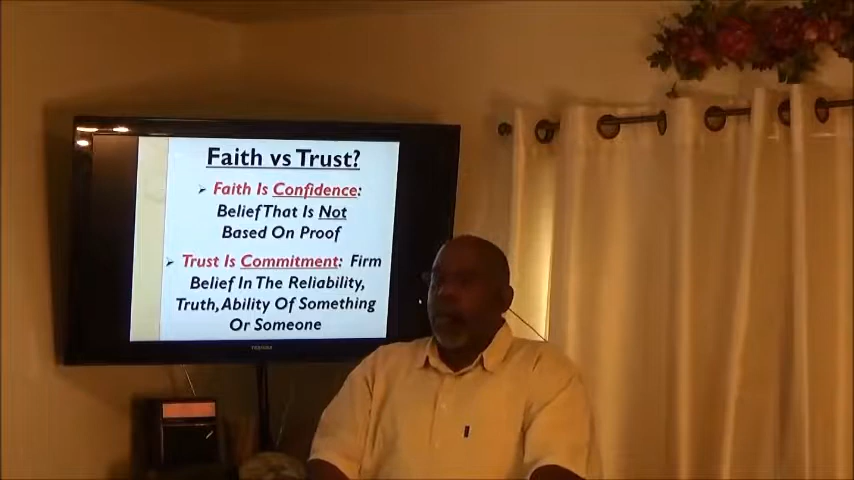 Faith vs Trust?
➢ Faith Is Confidence:
Belief That Is Not
Based On Proof
➢ Trust Is Commitment: Firm
Belief In The Reliability,
Truth, Ability Of Something
Or Someone
TOSHIBA